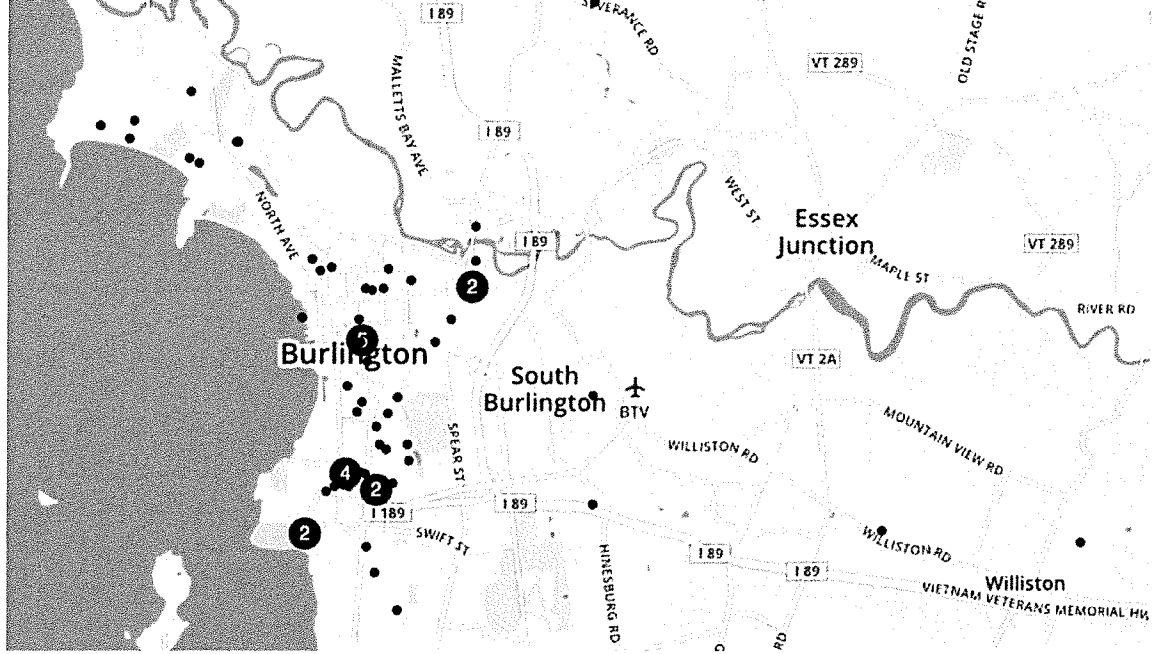 I 89
SEVERANCE RD
OLD STAGE R
VT 289
MALLETTS BAY AVE
I 89
WEST ST
NORTH AVE
Essex
Junction
I 89
VT 289
MAPLE ST
RIVER RD
2
5
Burlington
VT 2A
South
Burlington
BTV
MOUNTAIN VIEW RD
SPEAR ST
WILLISTON RD
4
2
I 189
I 89
2
SWIFT ST
WILLISTON RD
HINESBURG RD
I 89
I 89
Williston
VIETNAM VETERANS MEMORIAL HW
RD